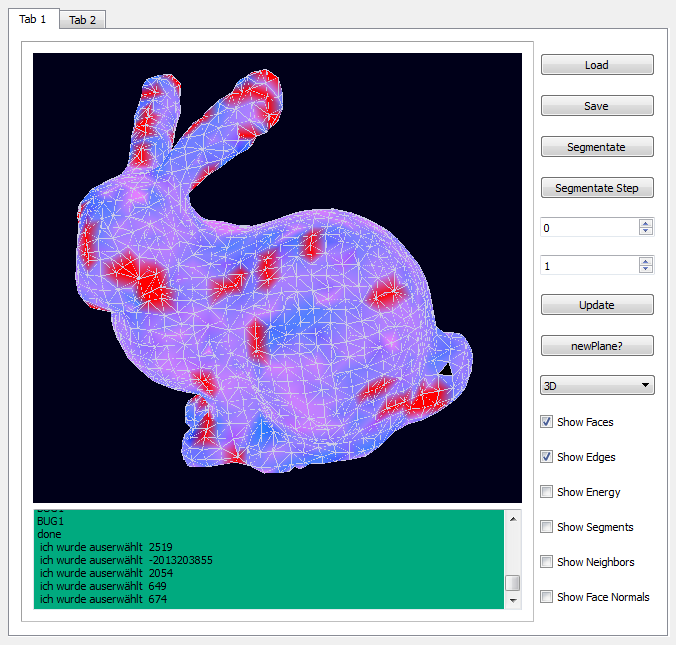 Tab 1
Tab 2
Load
Save
Segmentate
Segmentate Step
0
1
Update
newPlane?
3D
Show Faces
Show Edges
Show Energy
Show Segments
Show Neighbors
Show Face Normals
BUG1
BUG1
done
ich wurde auserwählt 2519
ich wurde auserwählt -2013203855
ich wurde auserwählt 2054
ich wurde auserwählt 649
ich wurde auserwählt 674